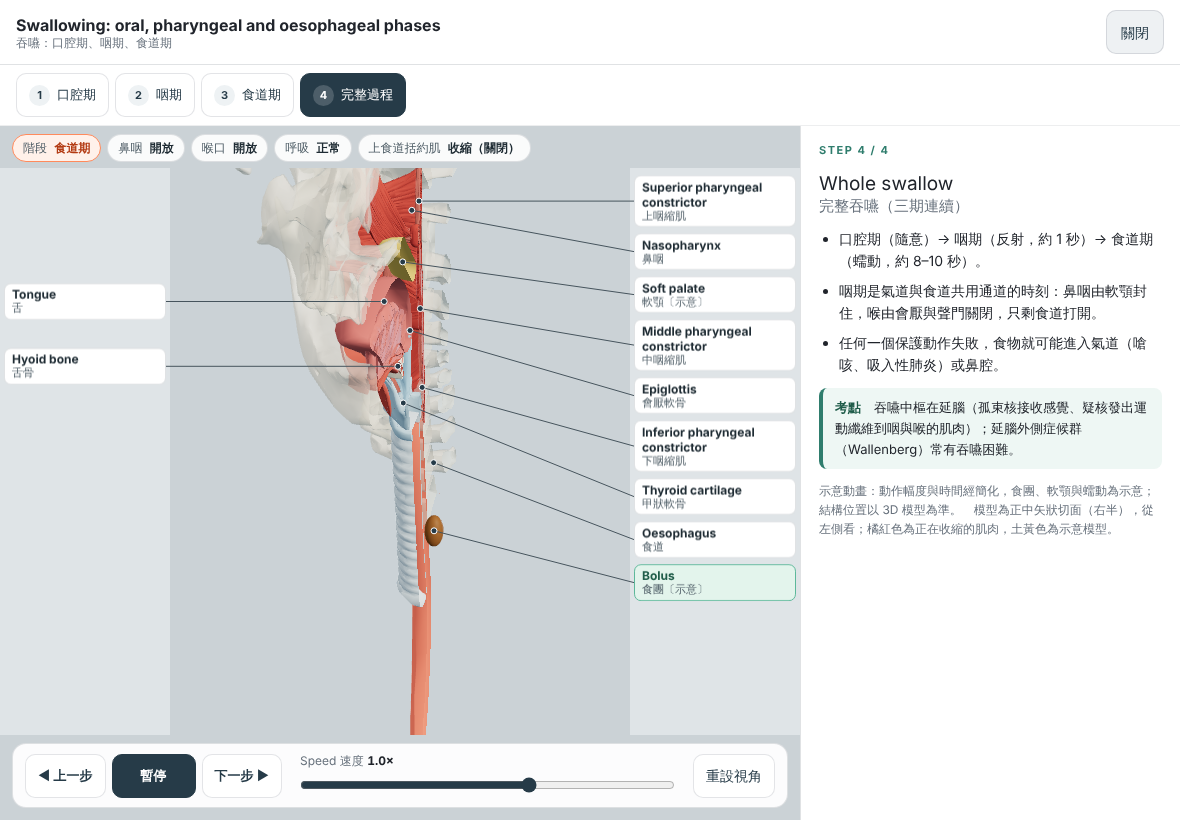 Swallowing: oral, pharyngeal and oesophageal phases
吞嚥：口腔期、咽期、食道期
關閉
1 口腔期
2 咽期
3 食道期
4 完整過程
階段 食道期
鼻咽 開放
喉口 開放
呼吸 正常
上食道括約肌 收縮（關閉）
Tongue
舌
Hyoid bone
舌骨
Superior pharyngeal
constrictor
上咽縮肌
Nasopharynx
鼻咽
Soft palate
軟顎〔示意〕
Middle pharyngeal
constrictor
中咽縮肌
Epiglottis
會厭軟骨
Inferior pharyngeal
constrictor
下咽縮肌
Thyroid cartilage
甲狀軟骨
Oesophagus
食道
Bolus
食團〔示意〕
◀ 上一步
暫停
下一步 ▶
Speed 速度 1.0×
重設視角
STEP 4 / 4
Whole swallow
完整吞嚥（三期連續）
• 口腔期（隨意）→ 咽期（反射，約 1 秒）→ 食道期
（蠕動，約 8–10 秒）。
• 咽期是氣道與食道共用通道的時刻：鼻咽由軟顎封
住，喉由會厭與聲門關閉，只剩食道打開。
• 任何一個保護動作失敗，食物就可能進入氣道（嗆
咳、吸入性肺炎）或鼻腔。
考點 吞嚥中樞在延腦（孤束核接收感覺、疑核發出運
動纖維到咽與喉的肌肉）；延腦外側症候群
（Wallenberg）常有吞嚥困難。
示意動畫：動作幅度與時間經簡化，食團、軟顎與蠕動為示意；
結構位置以 3D 模型為準。 模型為正中矢狀切面（右半），從
左側看；橘紅色為正在收縮的肌肉，土黃色為示意模型。